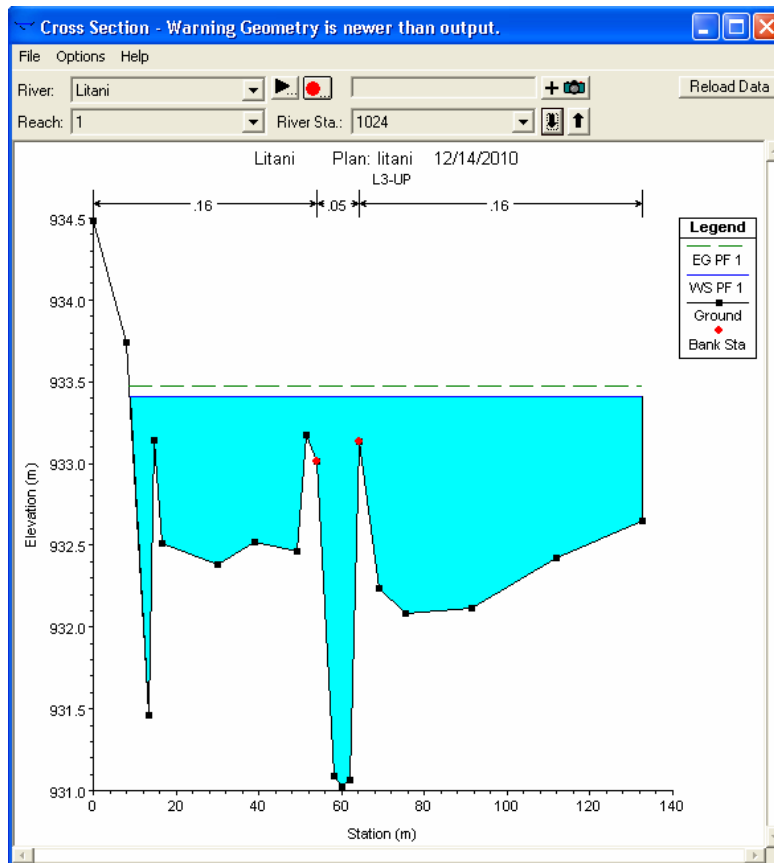 Cross Section - Warning Geometry is newer than output.
File Options Help
River: Litani ... ... + Reload Data
Reach: 1 River Sta.: 1024
Litani Plan: litani 12/14/2010
L3-UP
.16 .05 .16
934.5
934.0
933.5
933.0
932.5
932.0
931.5
931.0
Elevation (m)
0 20 40 60 80 100 120 140
Station (m)
Legend
EG PF 1
WS PF 1
Ground
Bank Sta